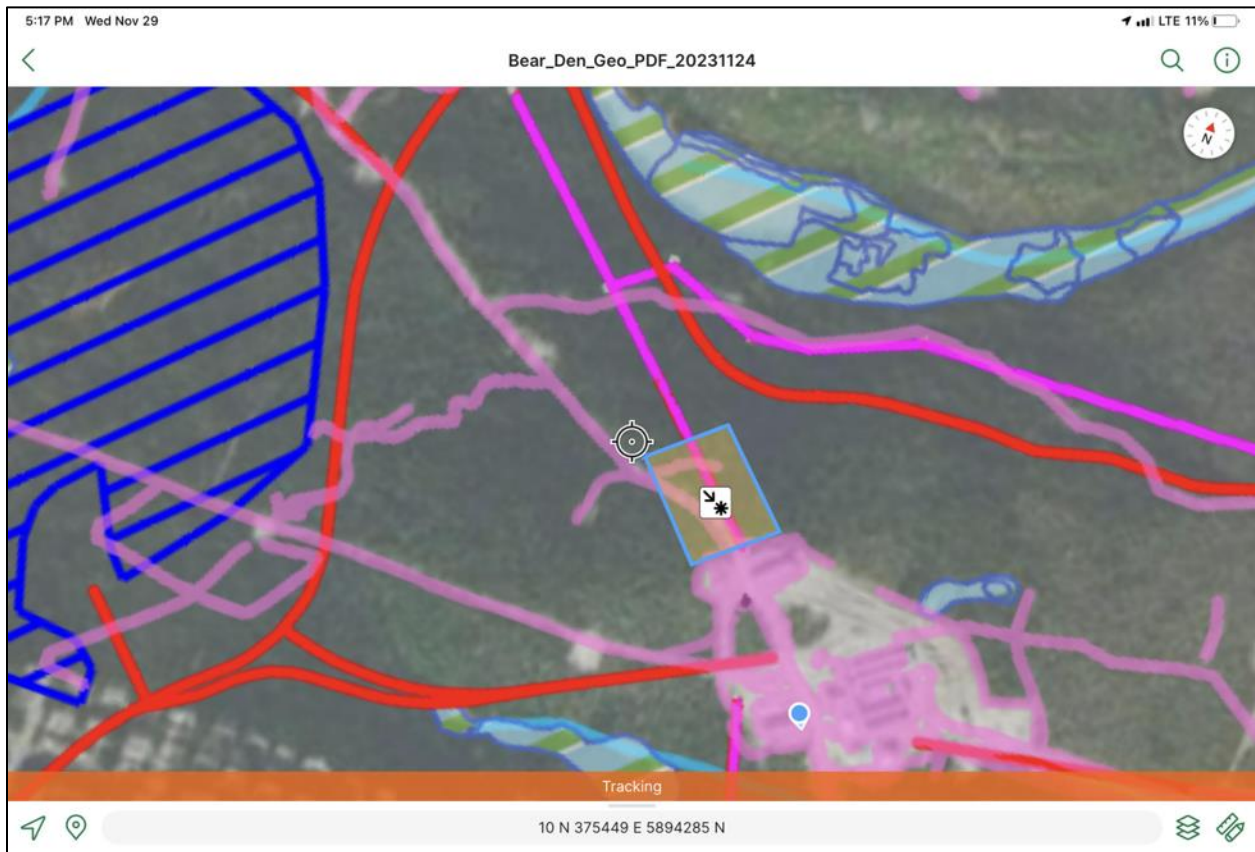 5:17 PM Wed Nov 29
LTE 11%
Bear_Den_Geo_PDF_20231124
N
Tracking
10 N 375449 E 5894285 N